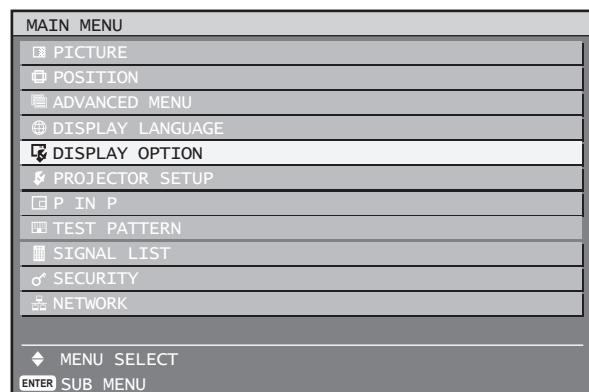 MAIN MENU
PICTURE
POSITION
ADVANCED MENU
DISPLAY LANGUAGE
DISPLAY OPTION
PROJECTOR SETUP
P IN P
TEST PATTERN
SIGNAL LIST
SECURITY
NETWORK
MENU SELECT
ENTER SUB MENU